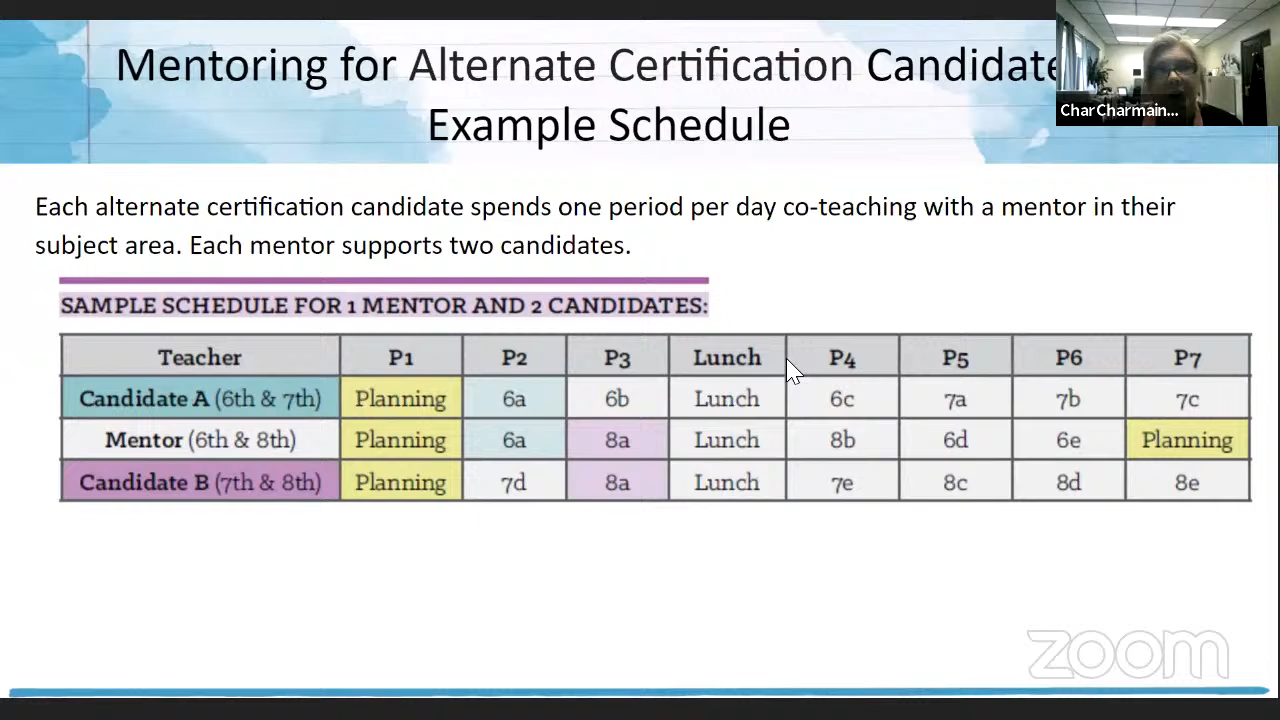 Mentoring for Alternate Certification Candidate
Example Schedule
CharCharmain...
Each alternate certification candidate spends one period per day co-teaching with a mentor in their
subject area. Each mentor supports two candidates.
SAMPLE SCHEDULE FOR 1 MENTOR AND 2 CANDIDATES:
Teacher P1 P2 P3 Lunch P4 P5 P6 P7
Candidate A (6th & 7th) Planning 6a 6b Lunch 6c 7a 7b 7c
Mentor (6th & 8th) Planning 6a 8a Lunch 8b 6d 6e Planning
Candidate B (7th & 8th) Planning 7d 8a Lunch 7e 8c 8d 8e
zoom